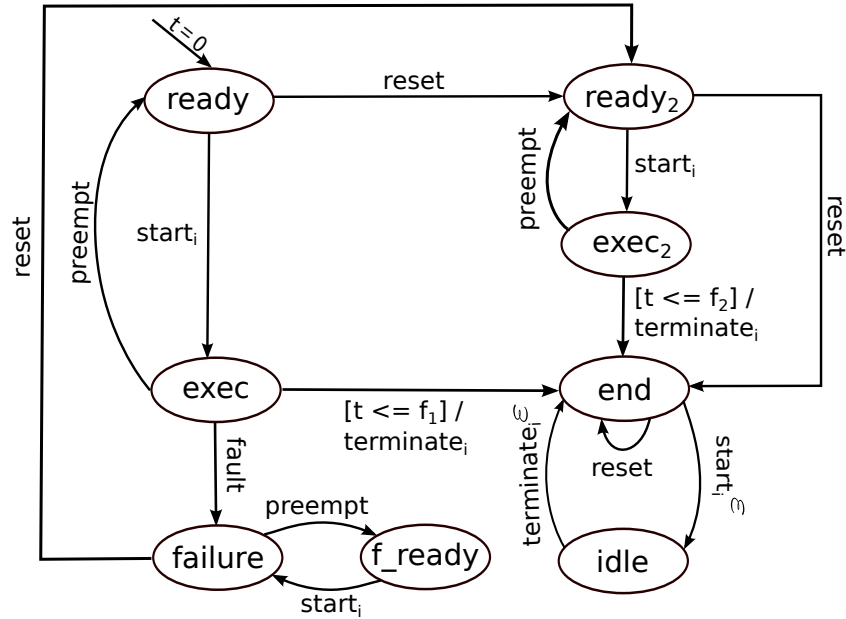 t=0
ready
reset
ready₂
preempt
startᵢ
preempt
startᵢ
reset
reset
exec₂
[t <= f₂] /
terminateᵢ
exec
[t <= f₁] /
terminateᵢ
end
fault
reset
terminateᵢ^ω
startᵢ^ω
preempt
failure
f_ready
startᵢ
idle